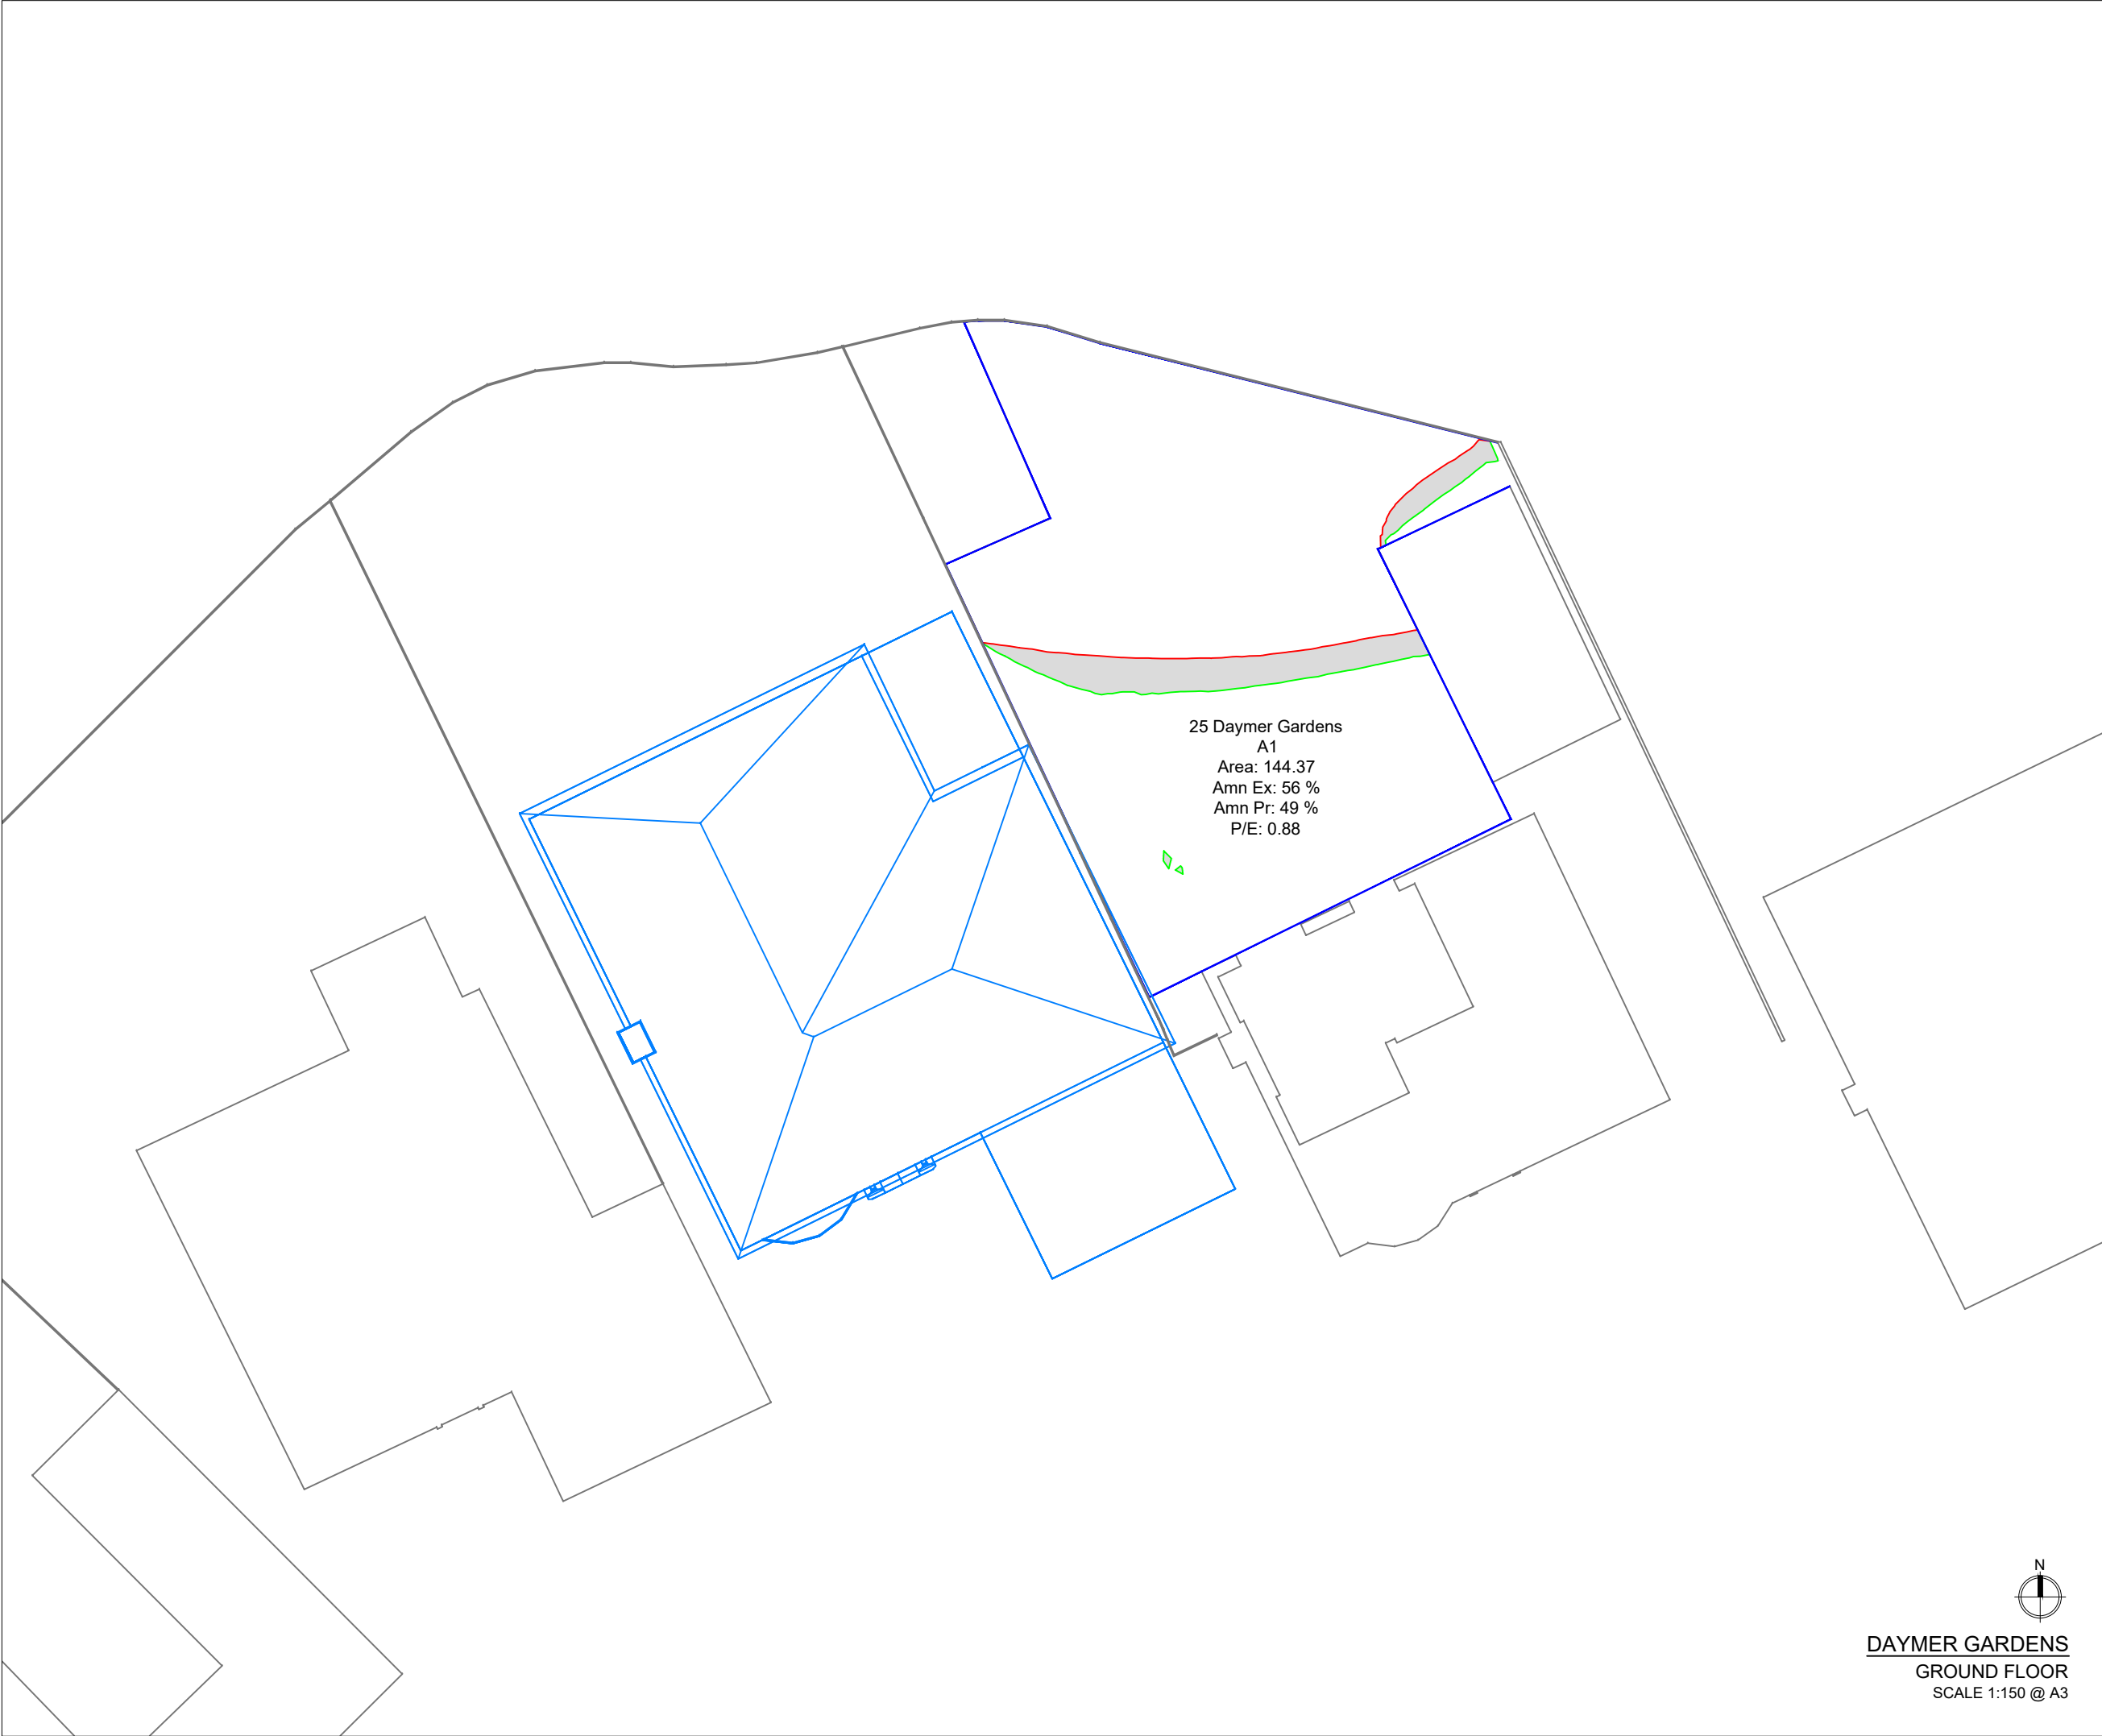 25 Daymer Gardens
A1
Area: 144.37
Amn Ex: 56 %
Amn Pr: 49 %
P/E: 0.88
N
DAYMER GARDENS
GROUND FLOOR
SCALE 1:150 @ A3